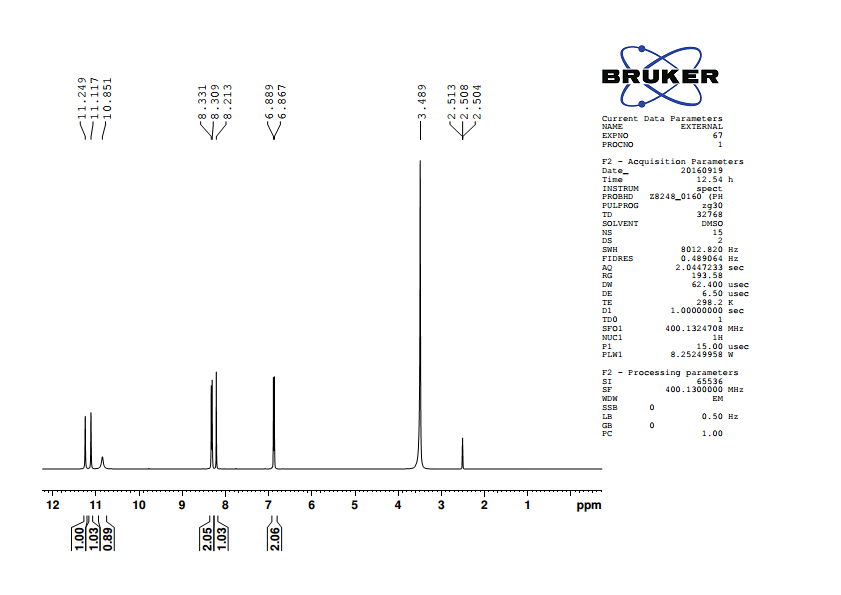 11.249
11.117
10.851
8.331
8.309
8.213
6.889
6.867
3.489
2.513
2.508
2.504
BRUKER
Current Data Parameters
NAME EXTERNAL
EXPNO 67
PROCNO 1
F2 - Acquisition Parameters
Date_ 20160919
Time 12.54 h
INSTRUM spect
PROBHD Z8248_0160 (PH
PULPROG zg30
TD 32768
SOLVENT DMSO
NS 15
DS 2
SWH 8012.820 Hz
FIDRES 0.489064 Hz
AQ 2.0447233 sec
RG 193.58
DW 62.400 usec
DE 6.50 usec
TE 298.2 K
D1 1.00000000 sec
TD0 1
SFO1 400.1324708 MHz
NUC1 1H
P1 15.00 usec
PLW1 8.25249958 W
F2 - Processing parameters
SI 65536
SF 400.1300000 MHz
WDW EM
SSB 0
LB 0.50 Hz
GB 0
PC 1.00
12 11 10 9 8 7 6 5 4 3 2 1 ppm
1.00
1.03
0.89
2.05
1.03
2.06